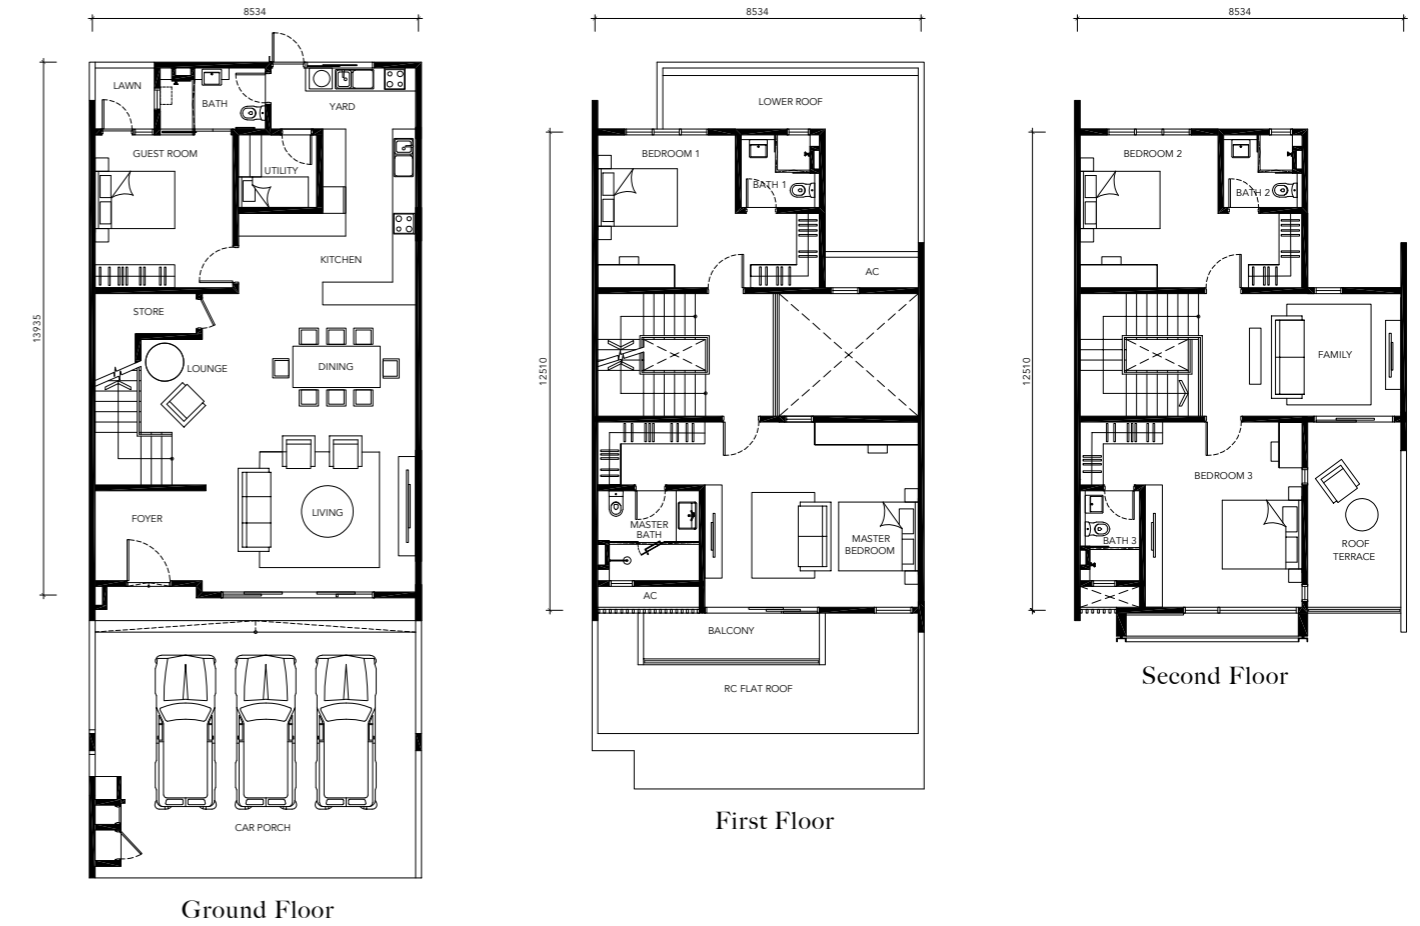 8534
13935
LAWN
BATH
YARD
GUEST ROOM
UTILITY
KITCHEN
STORE
LOUNGE
DINING
LIVING
FOYER
CAR PORCH
Ground Floor
8534
12510
LOWER ROOF
BEDROOM 1
BATH 1
AC
MASTER
BATH
MASTER
BEDROOM
AC
BALCONY
RC FLAT ROOF
First Floor
8534
12510
BEDROOM 2
BATH 2
FAMILY
BEDROOM 3
BATH 3
ROOF
TERRACE
Second Floor